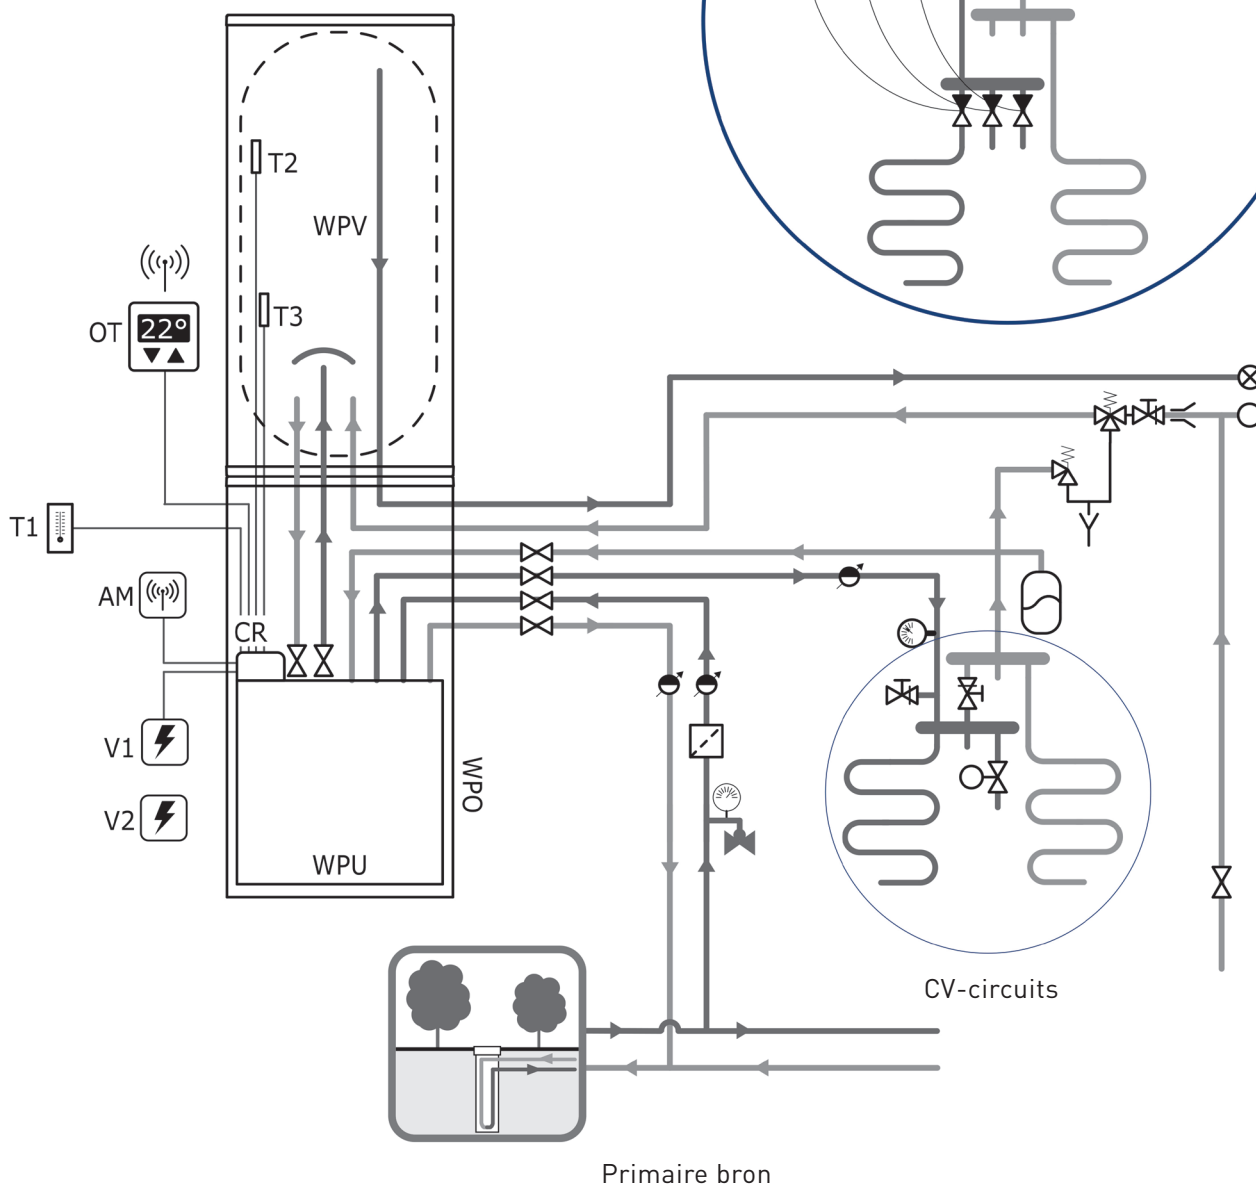 T2
WPV
T3
OT
22°
T1
AM
CR
V1
WPO
V2
WPU
CV-circuits
Primaire bron